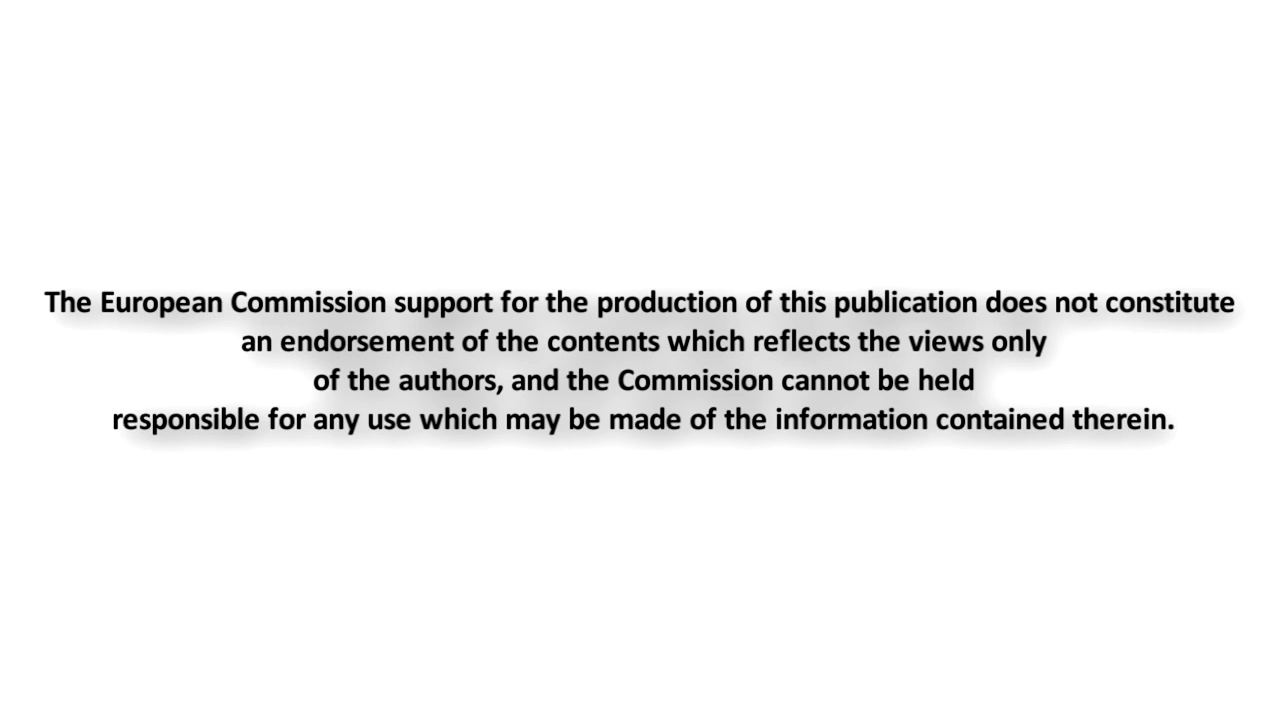 The European Commission support for the production of this publication does not constitute
an endorsement of the contents which reflects the views only
of the authors, and the Commission cannot be held
responsible for any use which may be made of the information contained therein.